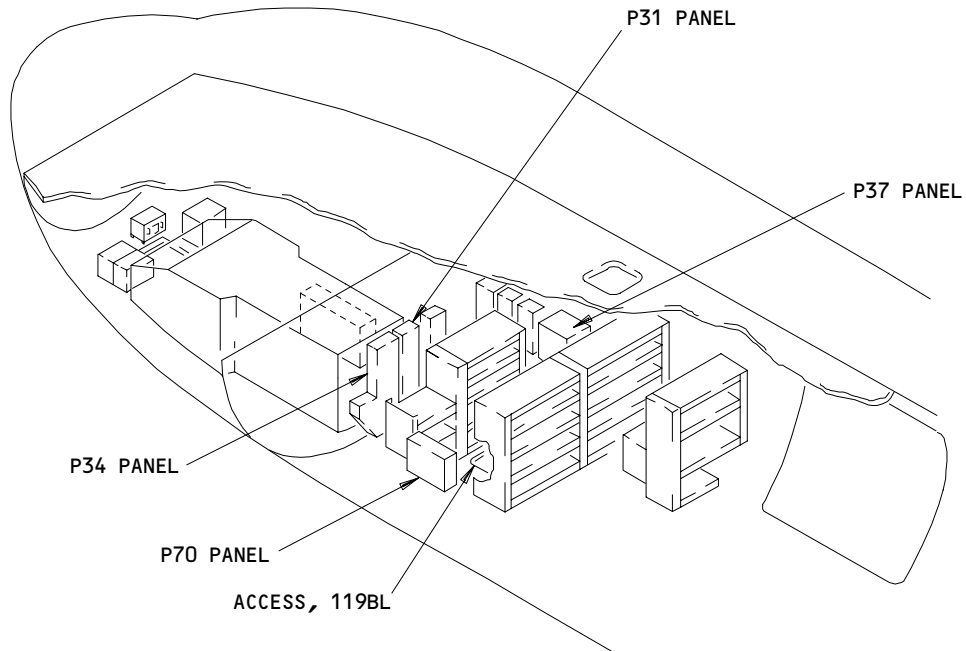 P31 PANEL
P37 PANEL
P34 PANEL
P70 PANEL
ACCESS, 119BL